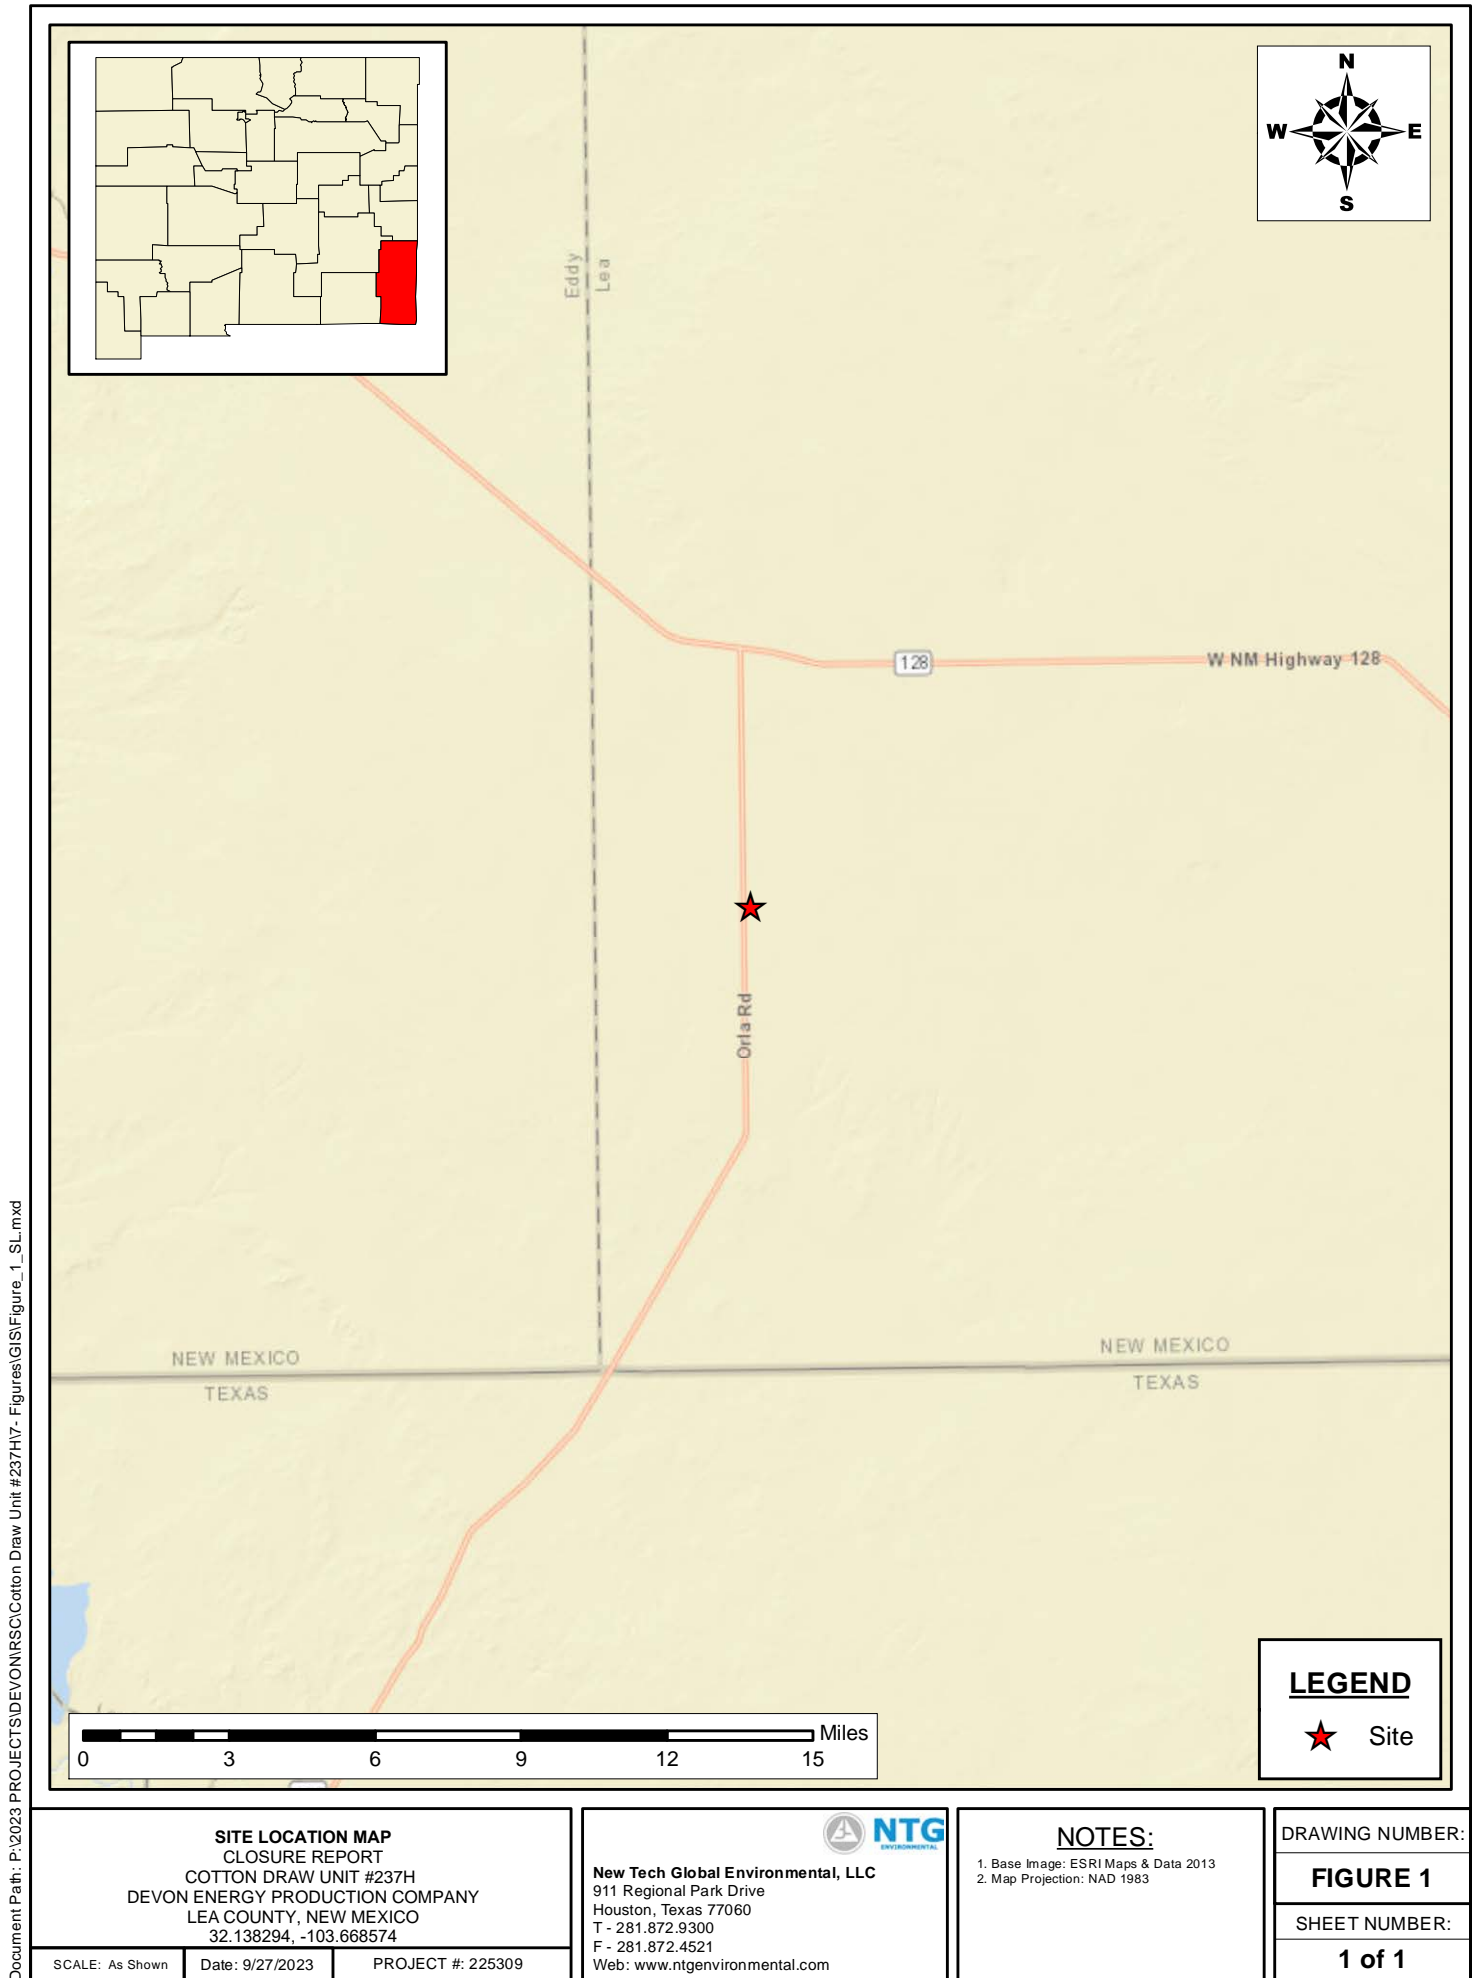 N
W
E
S
Eddy
Lea
128
W NM Highway 128
Orla Rd
NEW MEXICO
TEXAS
NEW MEXICO
TEXAS
LEGEND
Site
Miles
0 3 6 9 12 15
Document Path: P:\2023 PROJECTS\DEVON\RSC\Cotton Draw Unit #237H\7 - Figures\GIS\Figure_1_SL.mxd
SITE LOCATION MAP
CLOSURE REPORT
COTTON DRAW UNIT #237H
DEVON ENERGY PRODUCTION COMPANY
LEA COUNTY, NEW MEXICO
32.138294, -103.668574
SCALE: As Shown
Date: 9/27/2023
PROJECT #: 225309
NTG
ENVIRONMENTAL
New Tech Global Environmental, LLC
911 Regional Park Drive
Houston, Texas 77060
T - 281.872.9300
F - 281.872.4521
Web: www.ntgenvironmental.com
NOTES:
1. Base Image: ESRI Maps & Data 2013
2. Map Projection: NAD 1983
DRAWING NUMBER:
FIGURE 1
SHEET NUMBER:
1 of 1